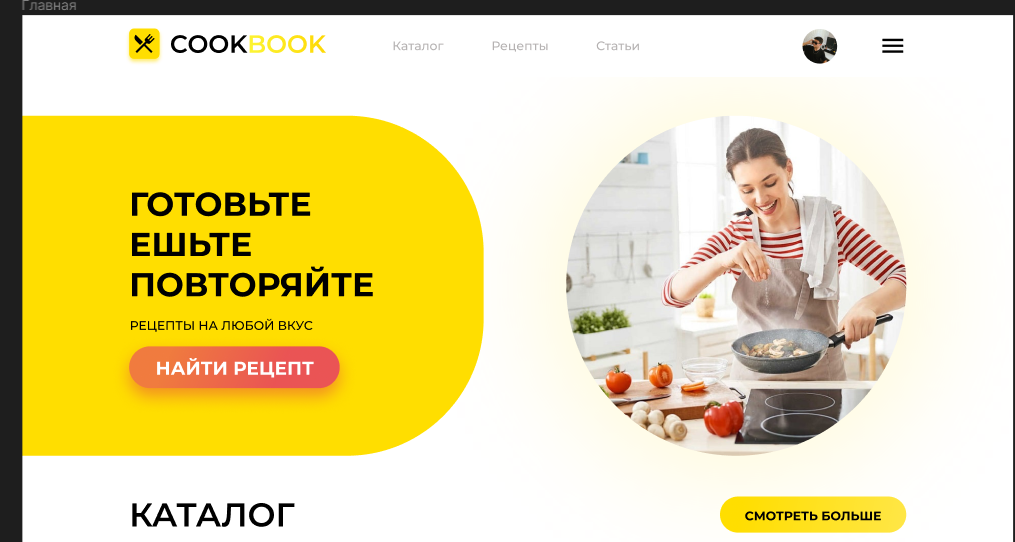 Главная
COOKBOOK
Каталог
Рецепты
Статьи
ГОТОВЬТЕ
ЕШЬТЕ
ПОВТОРЯЙТЕ
РЕЦЕПТЫ НА ЛЮБОЙ ВКУС
НАЙТИ РЕЦЕПТ
КАТАЛОГ
СМОТРЕТЬ БОЛЬШЕ